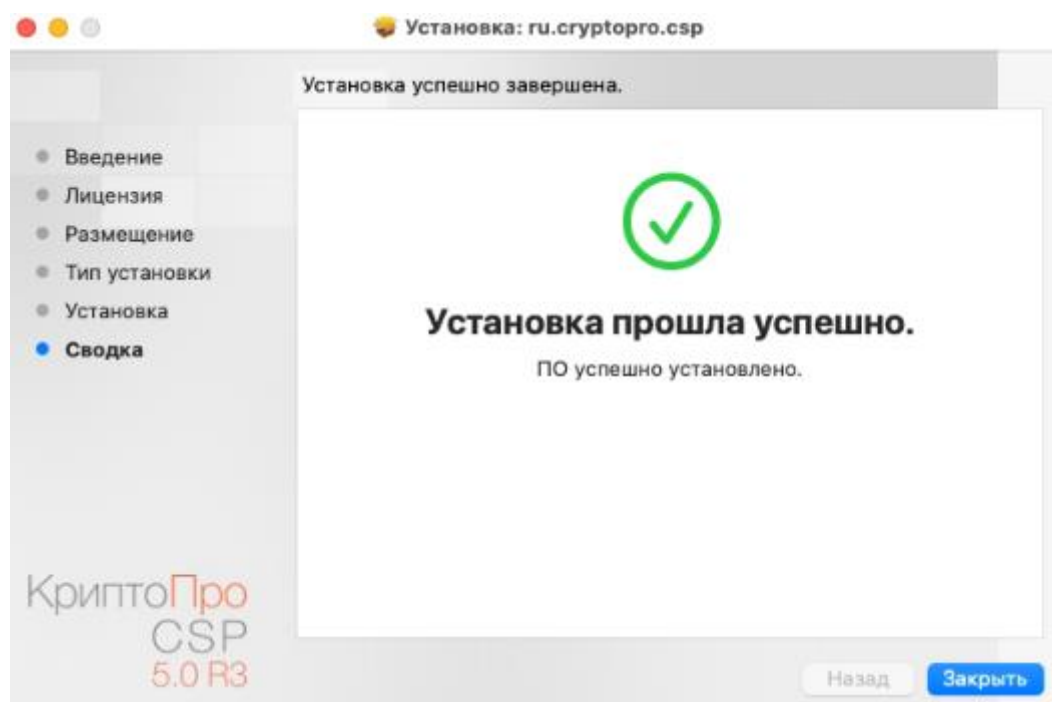 Установка: ru.cryptopro.csp
Установка успешно завершена.
Введение
Лицензия
Размещение
Тип установки
Установка
Сводка
Установка прошла успешно.
ПО успешно установлено.
КриптоПро
CSP
5.0 R3
Назад
Закрыть